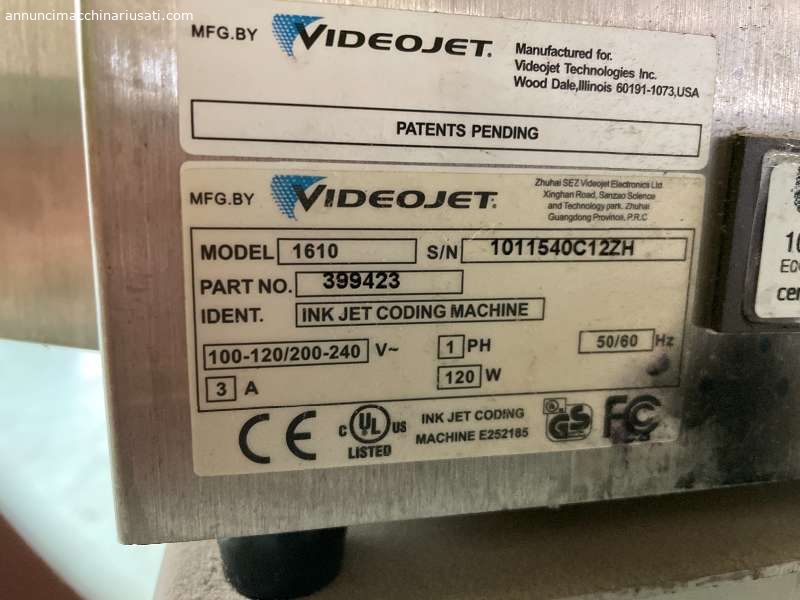 annuncimacchinariusati.com
MFG.BY VIDEOJET.
Manufactured for.
Videojet Technologies Inc.
Wood Dale,Illinois 60191-1073,USA
PATENTS PENDING
MFG.BY VIDEOJET.
Zhuhai SEZ Videojet Electronics Ltd
Xinghan Road, Sanzao Science
and Technology park, Zhuhai
Guangdong Province, P.R.C
MODEL 1610 S/N 1011540C12ZH
PART NO. 399423
IDENT. INK JET CODING MACHINE
100-120/200-240 V~ 1 PH 50/60 Hz
3 A 120 W
CE C UL US LISTED
INK JET CODING
MACHINE E252185
GS FC